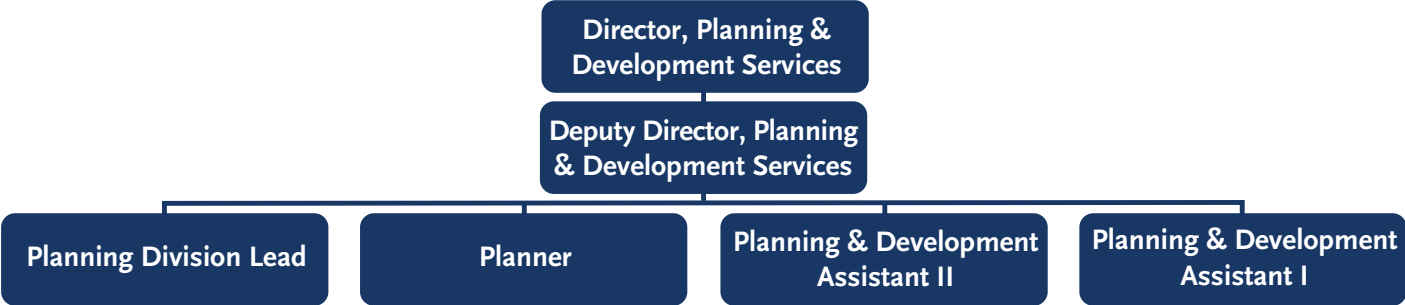 Director, Planning &
Development Services
Deputy Director, Planning
& Development Services
Planning Division Lead
Planner
Planning & Development
Assistant II
Planning & Development
Assistant I